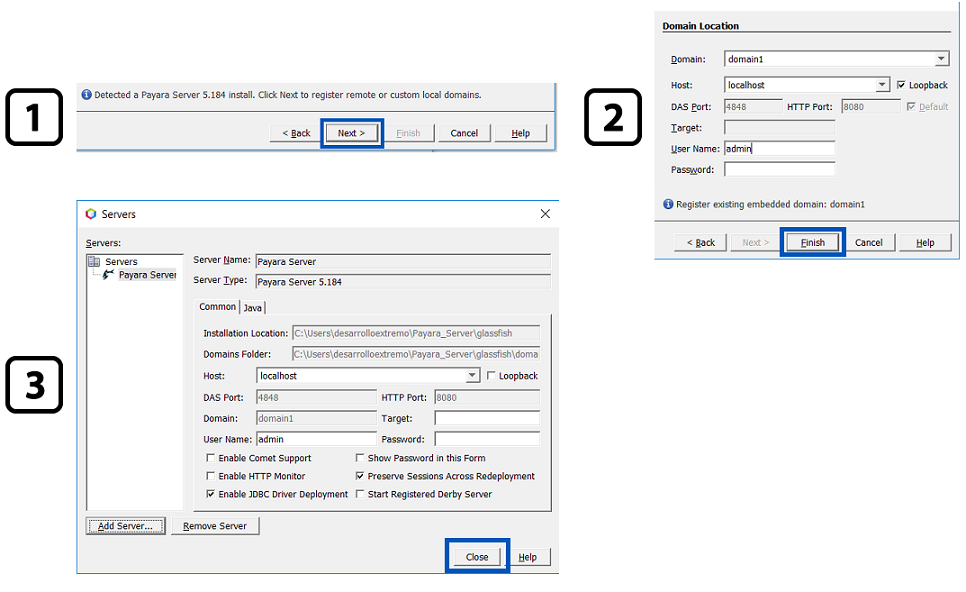 1
Detected a Payara Server 5.184 install. Click Next to register remote or custom local domains.
< Back Next > Finish Cancel Help
2
Domain Location
Domain: domain1
Host: localhost Loopback
DAS Port: 4848 HTTP Port: 8080 Default
Target:
User Name: admin
Password:
Register existing embedded domain: domain1
< Back Next > Finish Cancel Help
3
Servers
Servers:
Servers
Payara Server
Server Name: Payara Server
Server Type: Payara Server 5.184
Common Java
Installation Location: C:\Users\desarrolloextremo\Payara_Server\glassfish
Domains Folder: C:\Users\desarrolloextremo\Payara_Server\glassfish\doma
Host: localhost Loopback
DAS Port: 4848 HTTP Port: 8080
Domain: domain1 Target:
User Name: admin Password:
Enable Comet Support Show Password in this Form
Enable HTTP Monitor Preserve Sessions Across Redeployment
Enable JDBC Driver Deployment Start Registered Derby Server
Add Server... Remove Server
Close Help